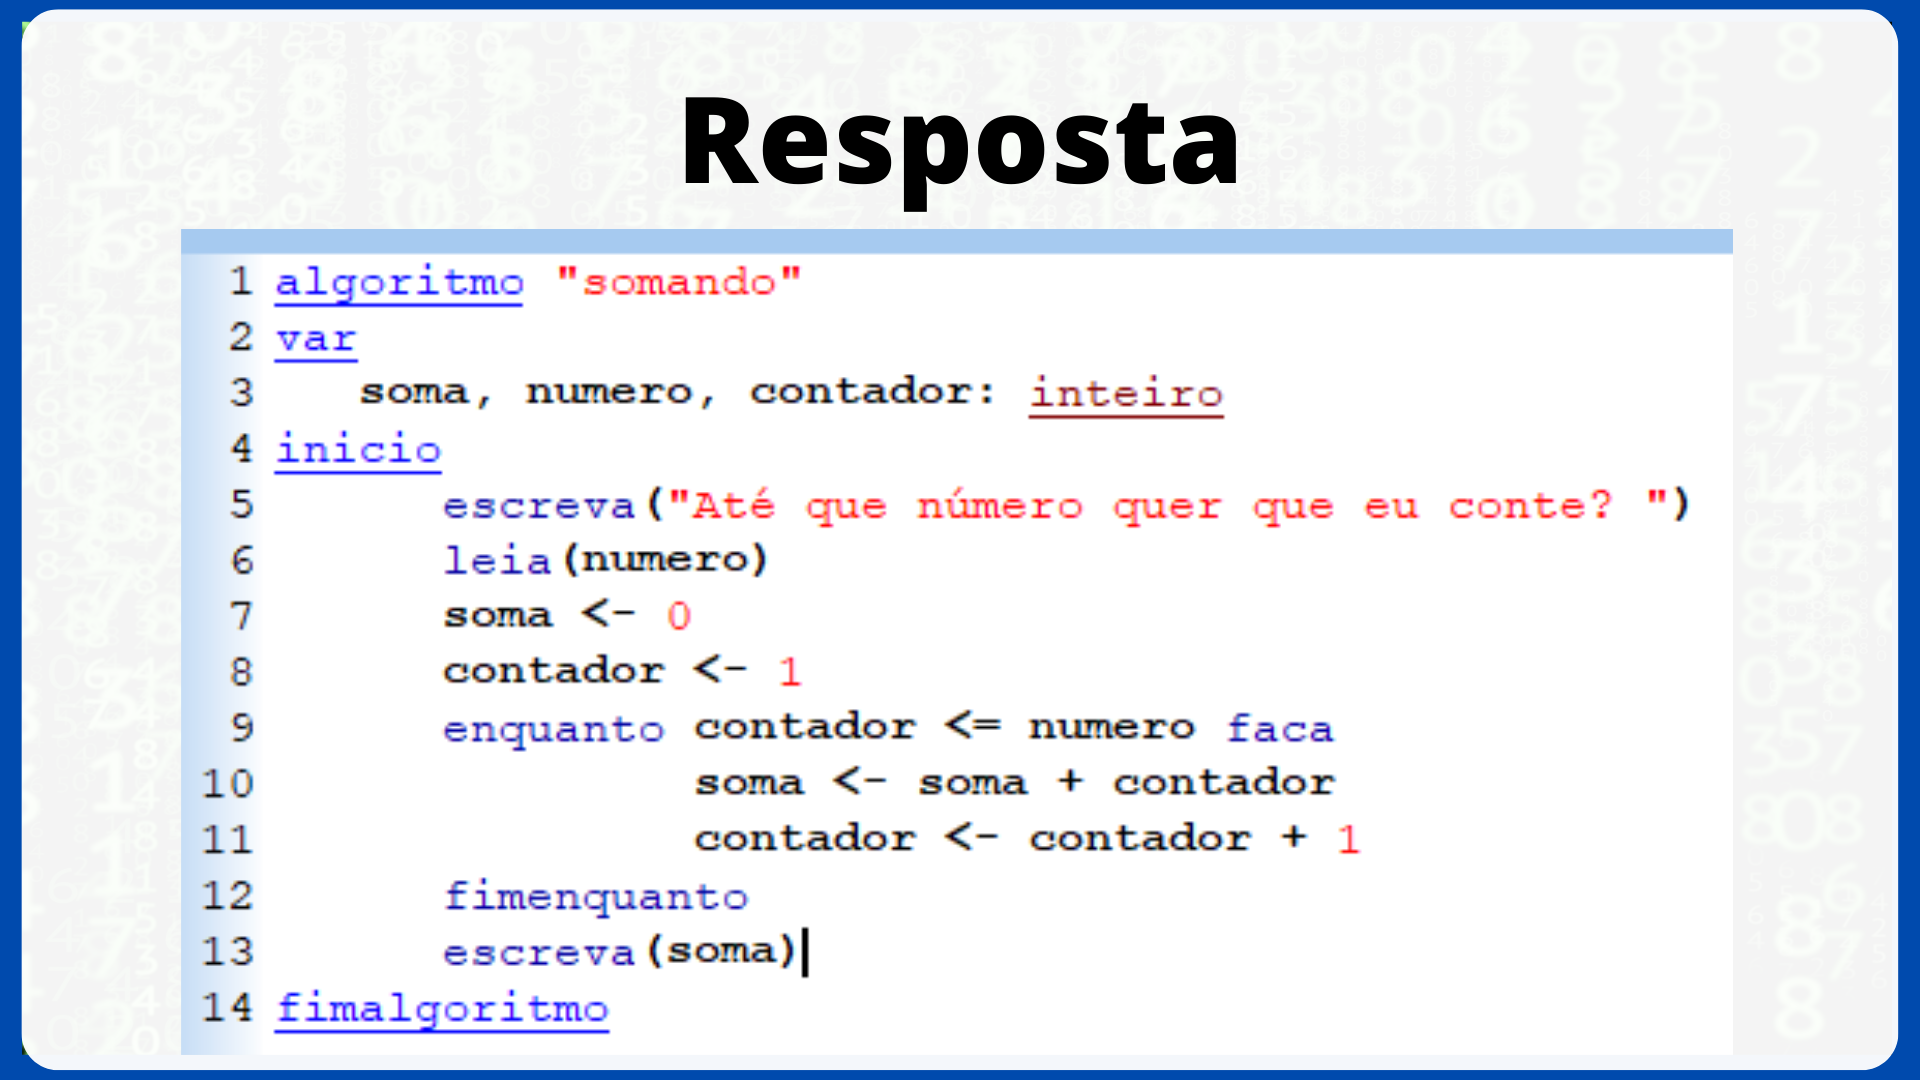 Resposta
1 algoritmo "somando"
2 var
3 soma, numero, contador: inteiro
4 inicio
5 escreva("Até que número quer que eu conte? ")
6 leia(numero)
7 soma <- 0
8 contador <- 1
9 enquanto contador <= numero faca
10 soma <- soma + contador
11 contador <- contador + 1
12 fimenquanto
13 escreva(soma)
14 fimalgoritmo